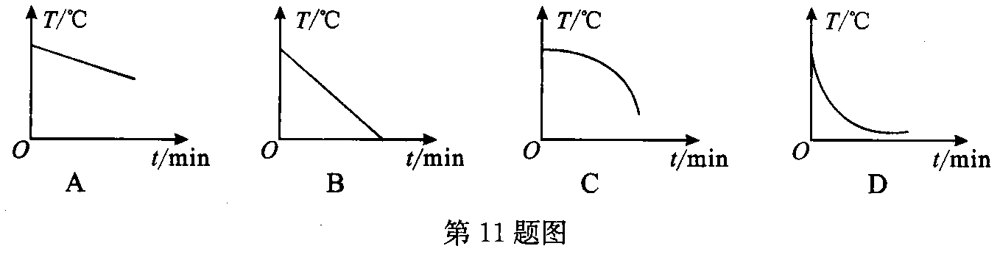 T/℃ T/℃ T/℃ T/℃
O t/min O t/min O t/min O t/min
A B C D
第 11 题图